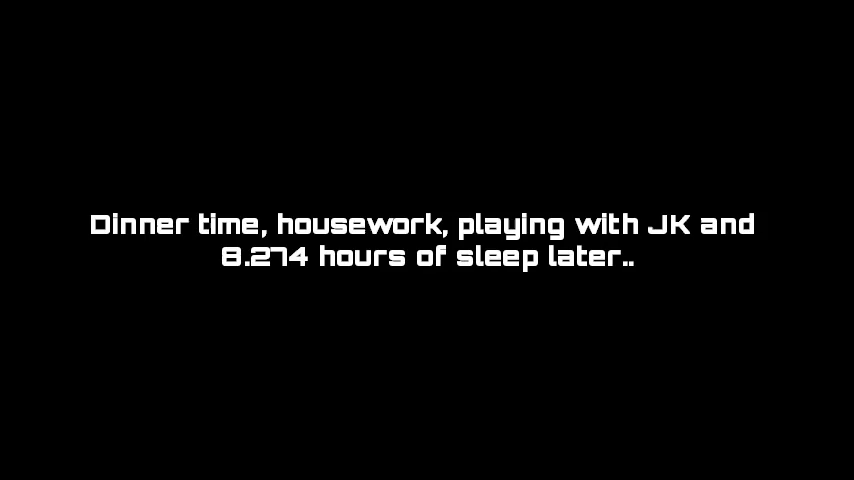 Dinner time, housework, playing with JK and
8.274 hours of sleep later..